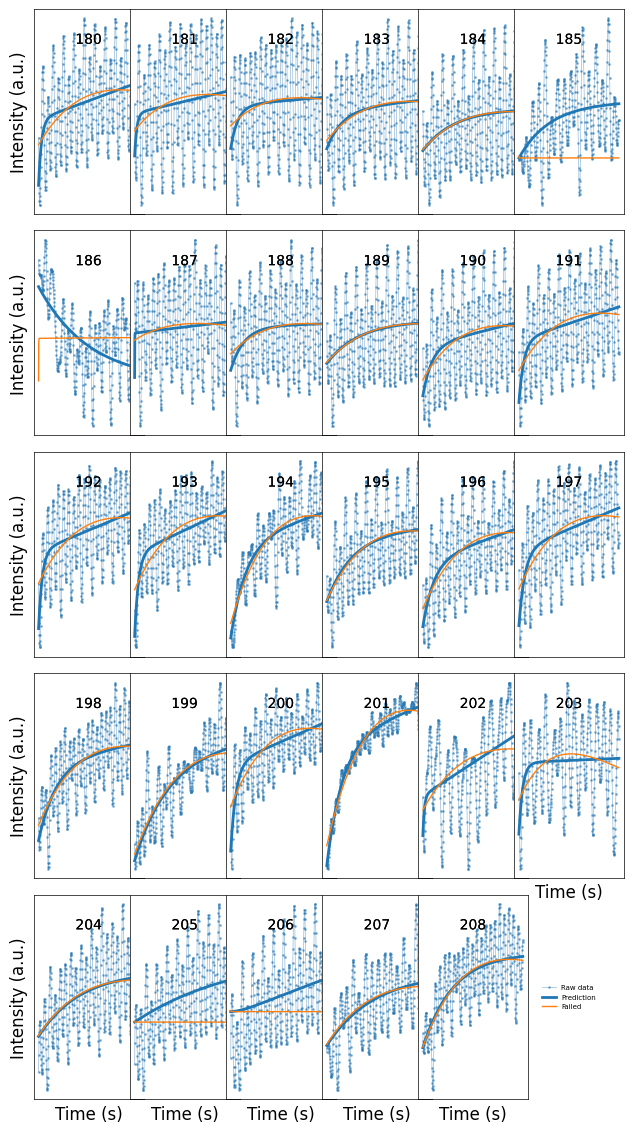 Intensity (a.u.)
180 181 182 183 184 185
Intensity (a.u.)
186 187 188 189 190 191
Intensity (a.u.)
192 193 194 195 196 197
Intensity (a.u.)
198 199 200 201 202 203
Time (s)
Intensity (a.u.)
204 205 206 207 208
Raw data
Prediction
Failed
Time (s) Time (s) Time (s) Time (s) Time (s)